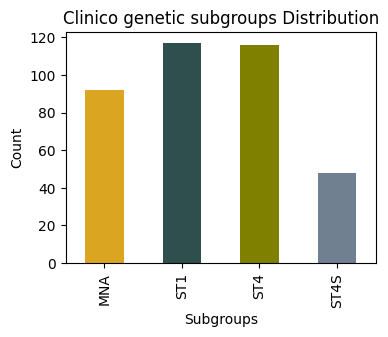 Clinico genetic subgroups Distribution
120
100
80
60
40
20
0
Count
MNA
ST1
ST4
ST4S
Subgroups